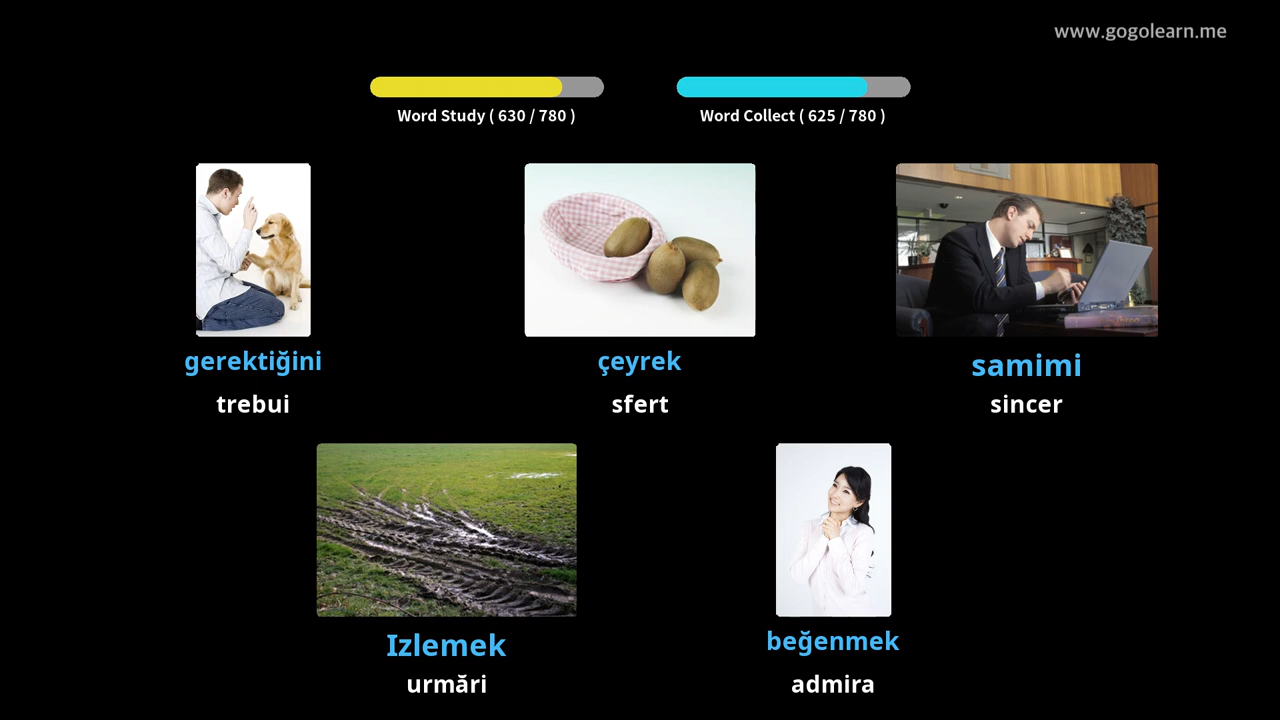 www.gogolearn.me
Word Study ( 630 / 780 )
Word Collect ( 625 / 780 )
gerektiğini
trebui
çeyrek
sfert
samimi
sincer
Izlemek
urmări
beğenmek
admira